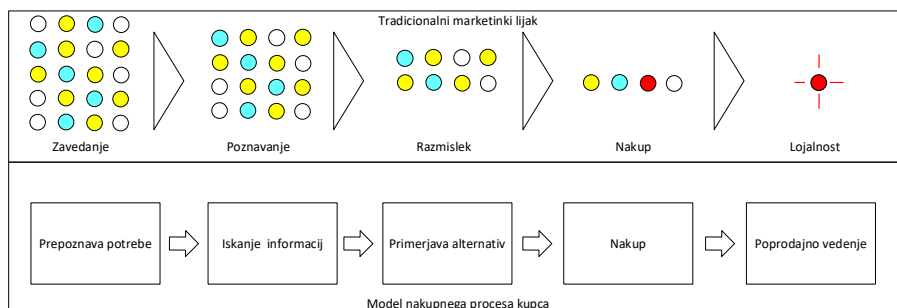 Tradicionalni marketinki lijak
Zavedanje
Poznavanje
Razmislek
Nakup
Lojalnost
Prepoznava potrebe
Iskanje informacij
Primerjava alternativ
Nakup
Poprodajno vedenje
Model nakupnega procesa kupca